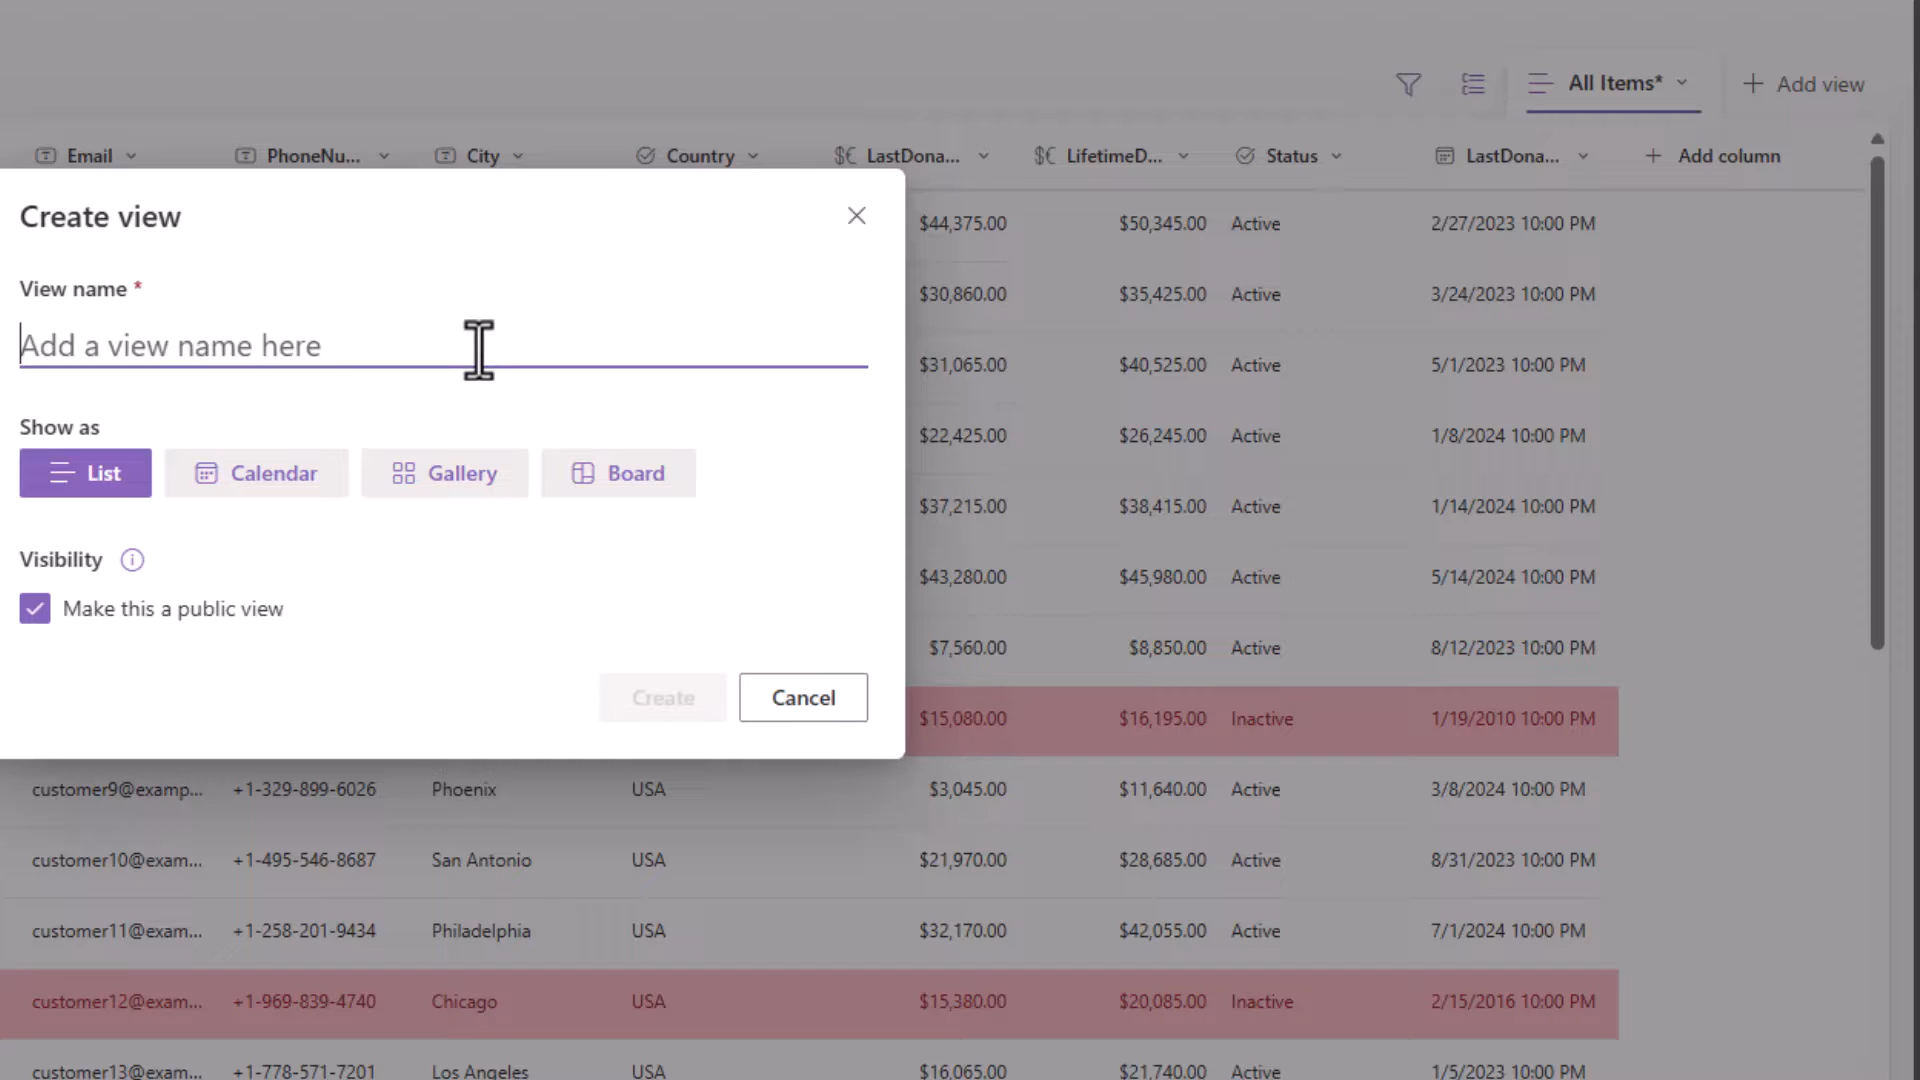 All Items*
Add view
Email PhoneNu... City Country LastDona... LifetimeD... Status LastDona... Add column
Create view
View name *
Add a view name here
Show as
List Calendar Gallery Board
Visibility
Make this a public view
Create Cancel
$44,375.00 $50,345.00 Active 2/27/2023 10:00 PM
$30,860.00 $35,425.00 Active 3/24/2023 10:00 PM
$31,065.00 $40,525.00 Active 5/1/2023 10:00 PM
$22,425.00 $26,245.00 Active 1/8/2024 10:00 PM
$37,215.00 $38,415.00 Active 1/14/2024 10:00 PM
$43,280.00 $45,980.00 Active 5/14/2024 10:00 PM
$7,560.00 $8,850.00 Active 8/12/2023 10:00 PM
$15,080.00 $16,195.00 Inactive 1/19/2010 10:00 PM
customer9@examp... +1-329-899-6026 Phoenix USA $3,045.00 $11,640.00 Active 3/8/2024 10:00 PM
customer10@exam... +1-495-546-8687 San Antonio USA $21,970.00 $28,685.00 Active 8/31/2023 10:00 PM
customer11@exam... +1-258-201-9434 Philadelphia USA $32,170.00 $42,055.00 Active 7/1/2024 10:00 PM
customer12@exam... +1-969-839-4740 Chicago USA $15,380.00 $20,085.00 Inactive 2/15/2016 10:00 PM
customer13@exam... +1-778-571-7201 Los Angeles USA $16,065.00 $21,740.00 Active 1/5/2023 10:00 PM